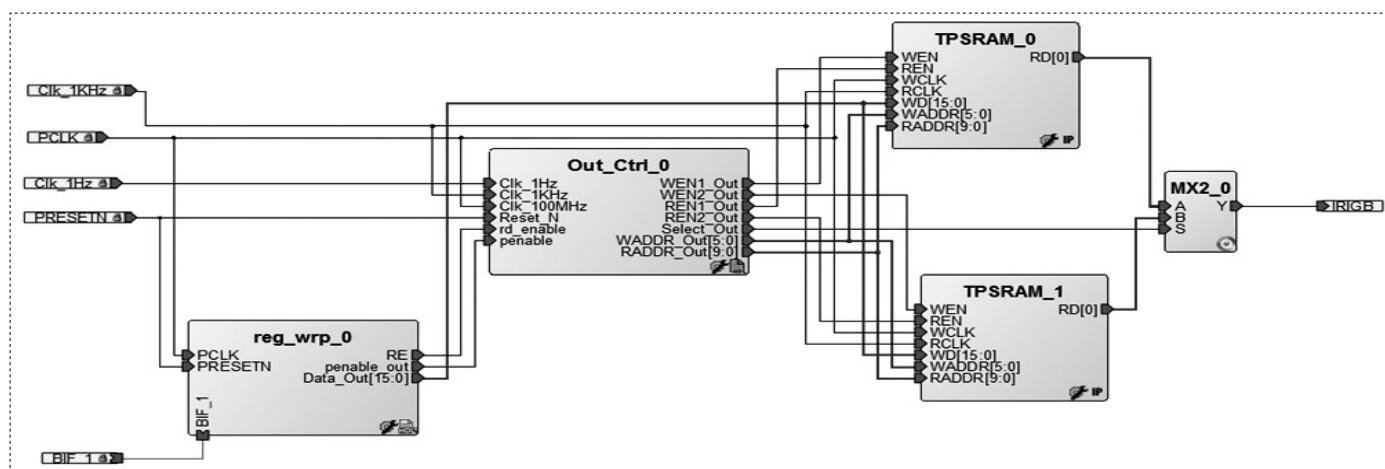 TPSRAM_0
WEN RD[0]
REN
WCLK
RCLK
WD[15:0]
WADDR[5:0]
RADDR[9:0]
IP
Clk_1KHz
PCLK
Clk_1Hz
PRESETN
Out_Ctrl_0
Clk_1Hz WEN1_Out
Clk_1KHz WEN2_Out
Clk_100MHz REN1_Out
Reset_N REN2_Out
rd_enable Select_Out
penable WADDR_Out[5:0]
RADDR_Out[9:0]
MX2_0
A Y
B
S
IRIGB
TPSRAM_1
WEN RD[0]
REN
WCLK
RCLK
WD[15:0]
WADDR[5:0]
RADDR[9:0]
IP
reg_wrp_0
PCLK RE
PRESETN penable_out
Data_Out[15:0]
BIF_1
BIF_1